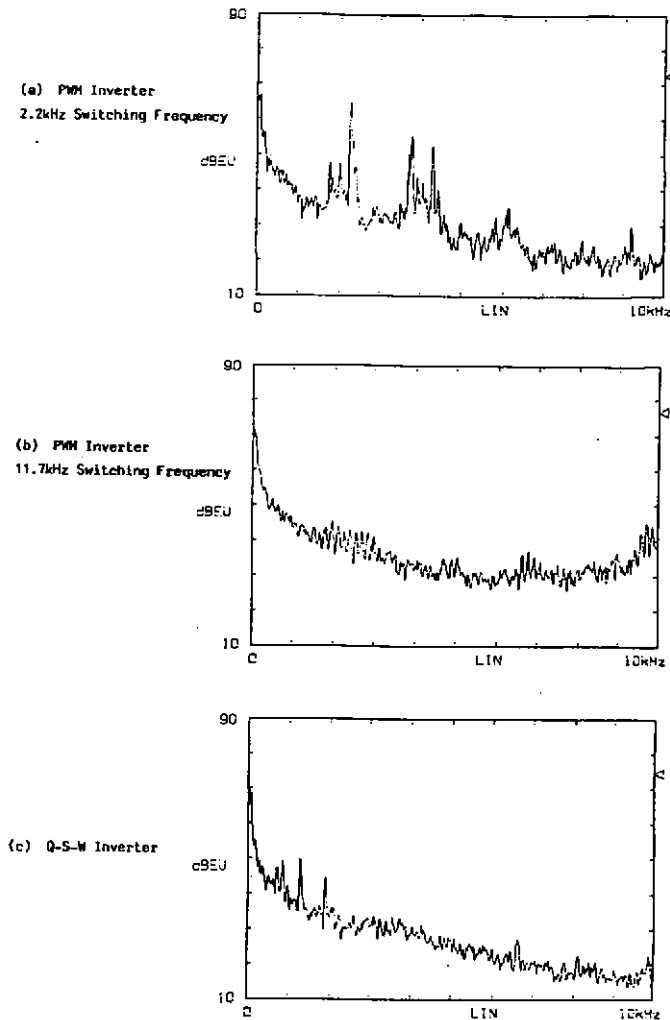 90
(a) PWM Inverter
2.2kHz Switching Frequency
dBEU
10
0 LIN 10kHz
90
(b) PWM Inverter
11.7kHz Switching Frequency
dBEU
10
0 LIN 10kHz
90
(c) Q-S-W Inverter
dBEU
10
0 LIN 10kHz